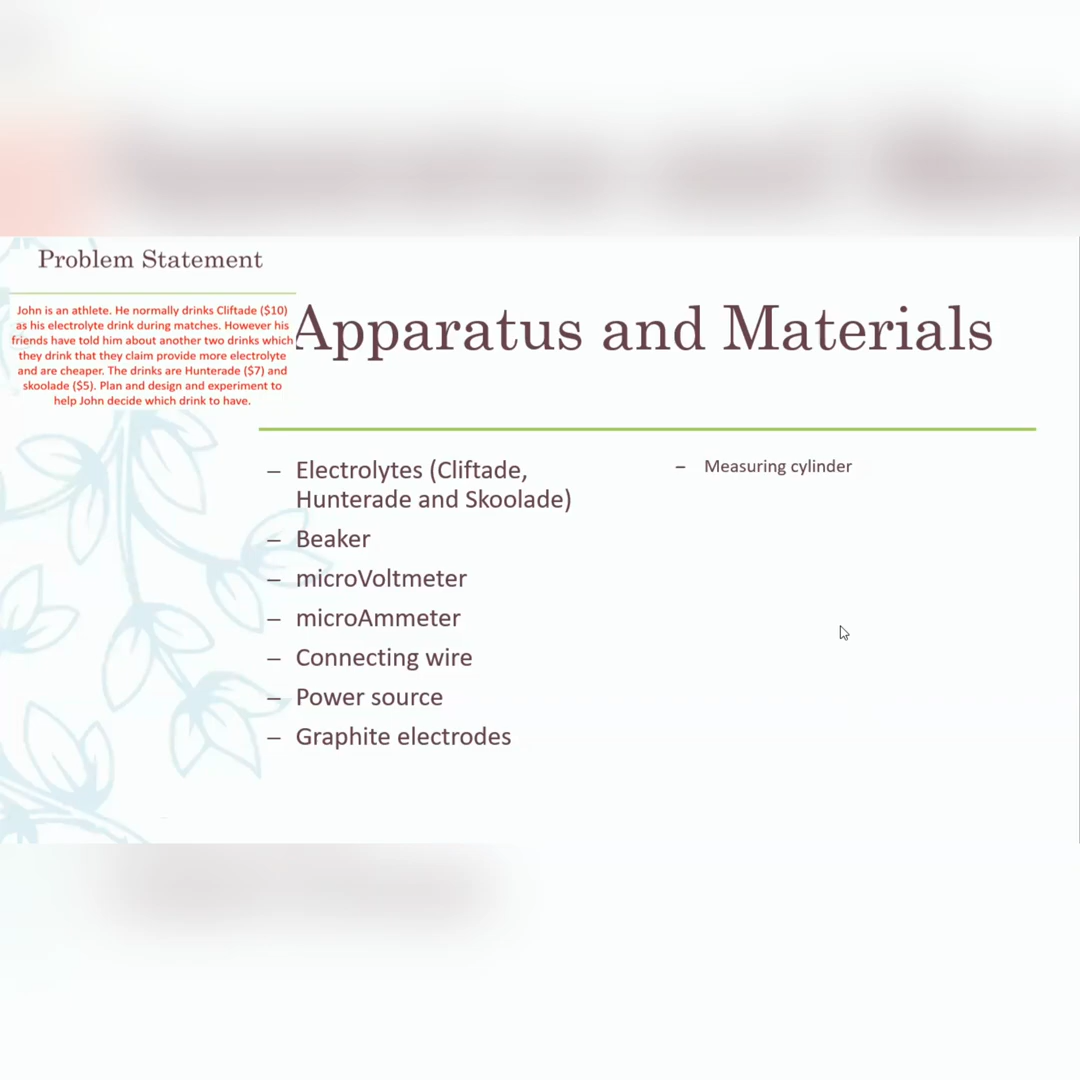 Problem Statement
John is an athlete. He normally drinks Cliftade ($10)
as his electrolyte drink during matches. However his
friends have told him about another two drinks which
they drink that they claim provide more electrolyte
and are cheaper. The drinks are Hunterade ($7) and
skoolade ($5). Plan and design and experiment to
help John decide which drink to have.
Apparatus and Materials
– Electrolytes (Cliftade,
Hunterade and Skoolade)
– Beaker
– microVoltmeter
– microAmmeter
– Connecting wire
– Power source
– Graphite electrodes
– Measuring cylinder